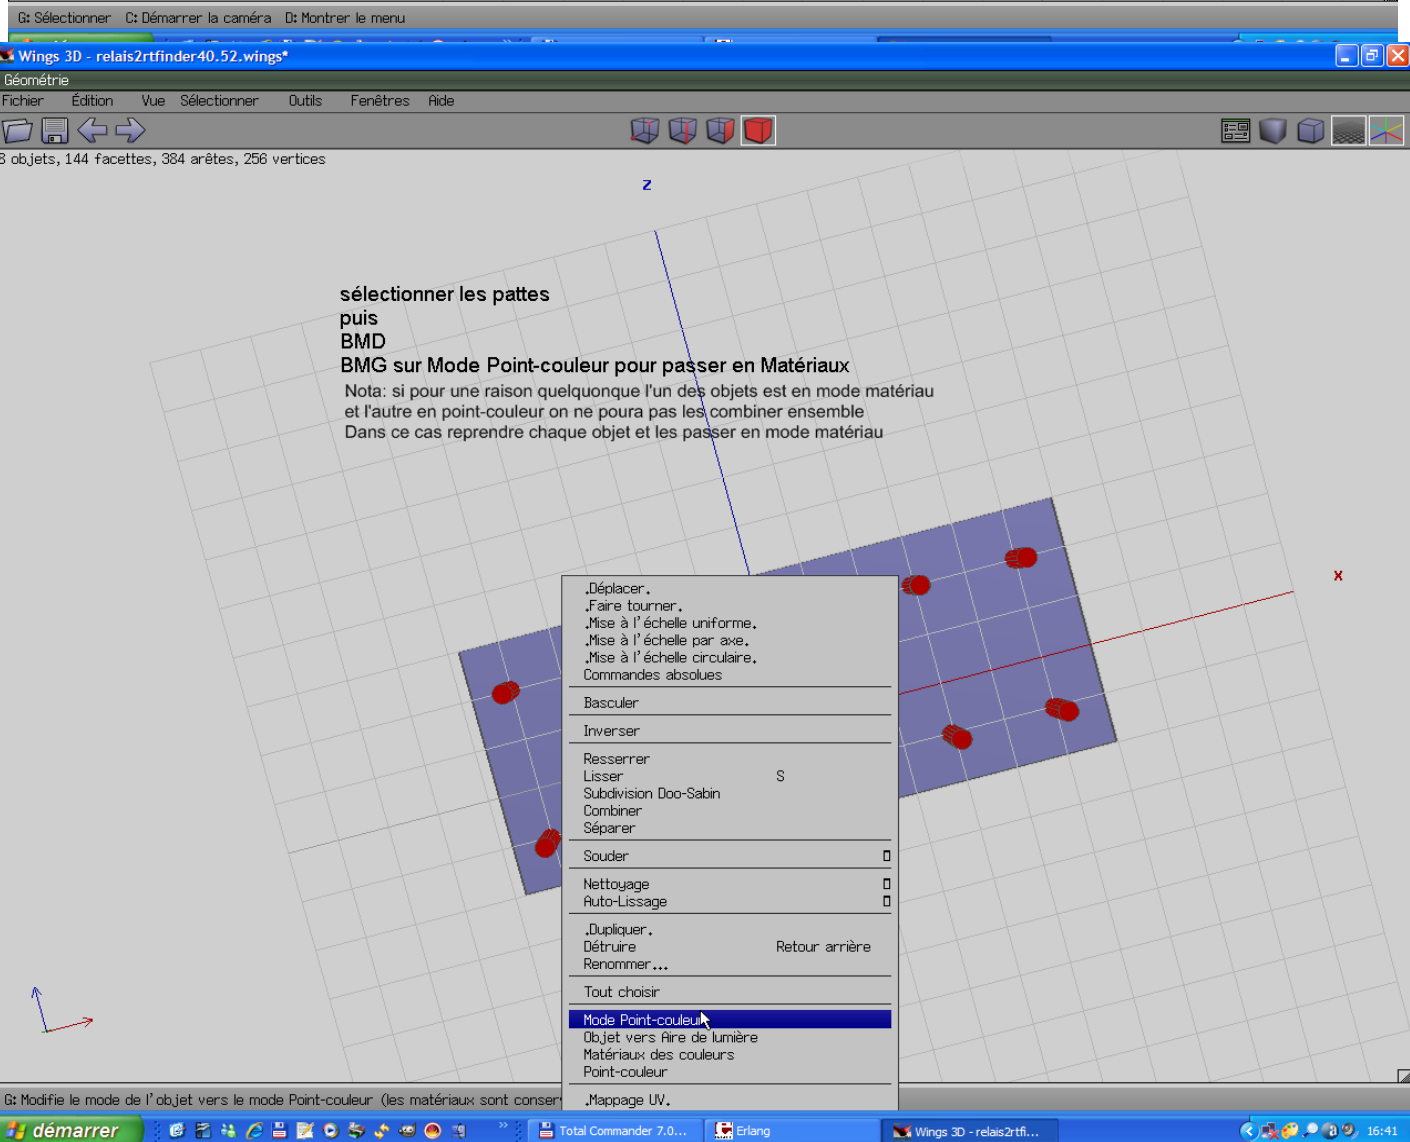 G: Sélectionner  C: Démarrer la caméra  D: Montrer le menu
Wings 3D - relais2rtfinder40.52.wings*
Géométrie
Fichier Édition Vue Sélectionner Outils Fenêtres Aide
8 objets, 144 facettes, 384 arêtes, 256 vertices
Z
sélectionner les pattes
puis
BMD
BMG sur Mode Point-couleur pour passer en Matériaux
Nota: si pour une raison quelquonque l'un des objets est en mode matériau
et l'autre en point-couleur on ne poura pas les combiner ensemble
Dans ce cas reprendre chaque objet et les passer en mode matériau
X
.Déplacer.
.Faire tourner.
.Mise à l'échelle uniforme.
.Mise à l'échelle par axe.
.Mise à l'échelle circulaire.
Commandes absolues
Basculer
Inverser
Resserrer
Lisser S
Subdivision Doo-Sabin
Combiner
Séparer
Souder
Nettoyage
Auto-Lissage
.Dupliquer.
Détruire Retour arrière
Renommer...
Tout choisir
Mode Point-couleur
Objet vers Aire de lumière
Matériaux des couleurs
Point-couleur
.Mappage UV.
G: Modifie le mode de l'objet vers le mode Point-couleur (les matériaux sont conser
démarrer » Total Commander 7.0... Erlang Wings 3D - relais2rtfi... 16:41